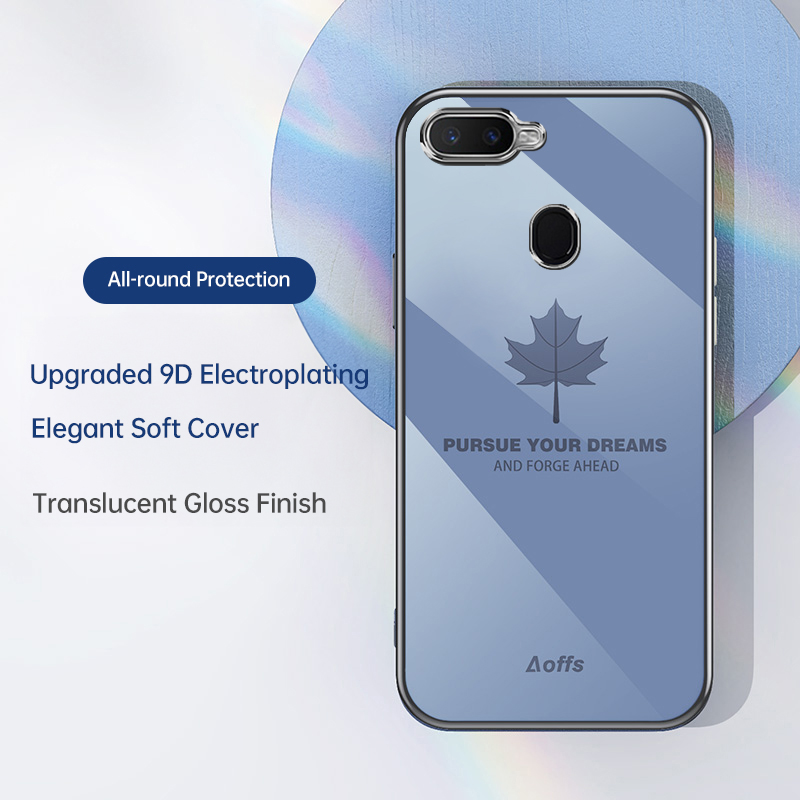 All-round Protection
Upgraded 9D Electroplating
Elegant Soft Cover
Translucent Gloss Finish
PURSUE YOUR DREAMS
AND FORGE AHEAD
Aoffs